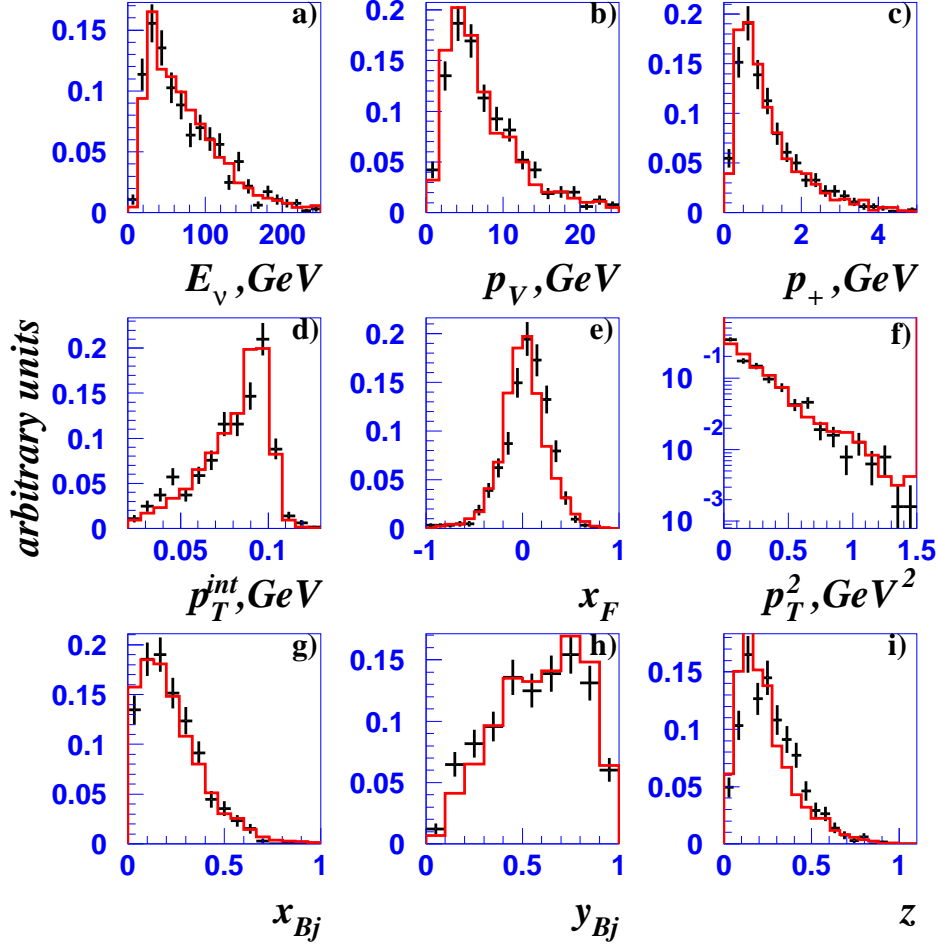 a) b) c)
0.15 0.2 0.2
0.1 0.15 0.15
0.1 0.1
0.05 0.05 0.05
0 0 0
0 100 200 0 10 20 2 4
E_ν, GeV p_V, GeV p_+, GeV
arbitrary units
d) e) f)
0.2 0.2 10^-1
0.15 0.15
0.1 0.1 10^-2
0.05 0.05
0 0 10^-3
0.05 0.1 -1 0 1 0 0.5 1 1.5
p_T^int, GeV x_F p_T^2, GeV^2
g) h) i)
0.2
0.15 0.15 0.15
0.1 0.1 0.1
0.05 0.05 0.05
0 0 0
0 0.5 1 0 0.5 1 0 0.5 1
x_Bj y_Bj z